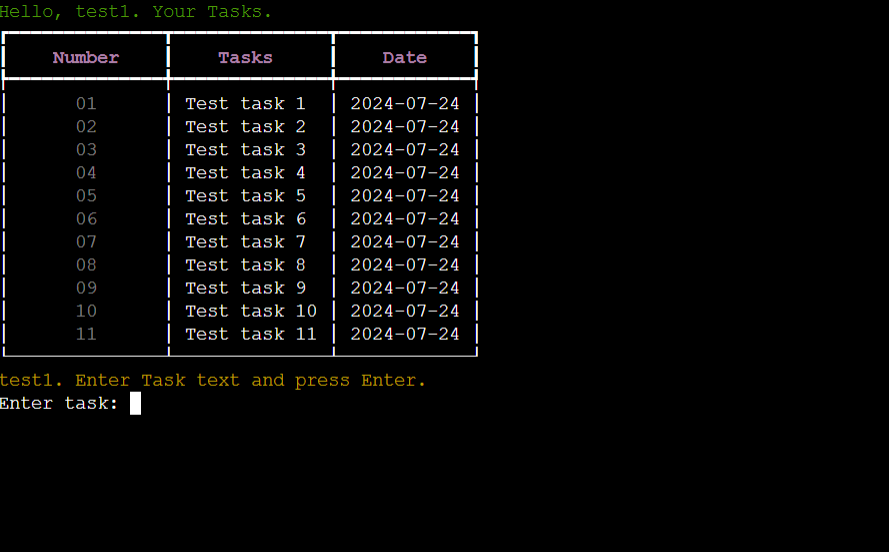 Hello, test1. Your Tasks.
Number Tasks Date
01 Test task 1 2024-07-24
02 Test task 2 2024-07-24
03 Test task 3 2024-07-24
04 Test task 4 2024-07-24
05 Test task 5 2024-07-24
06 Test task 6 2024-07-24
07 Test task 7 2024-07-24
08 Test task 8 2024-07-24
09 Test task 9 2024-07-24
10 Test task 10 2024-07-24
11 Test task 11 2024-07-24
test1. Enter Task text and press Enter.
Enter task: